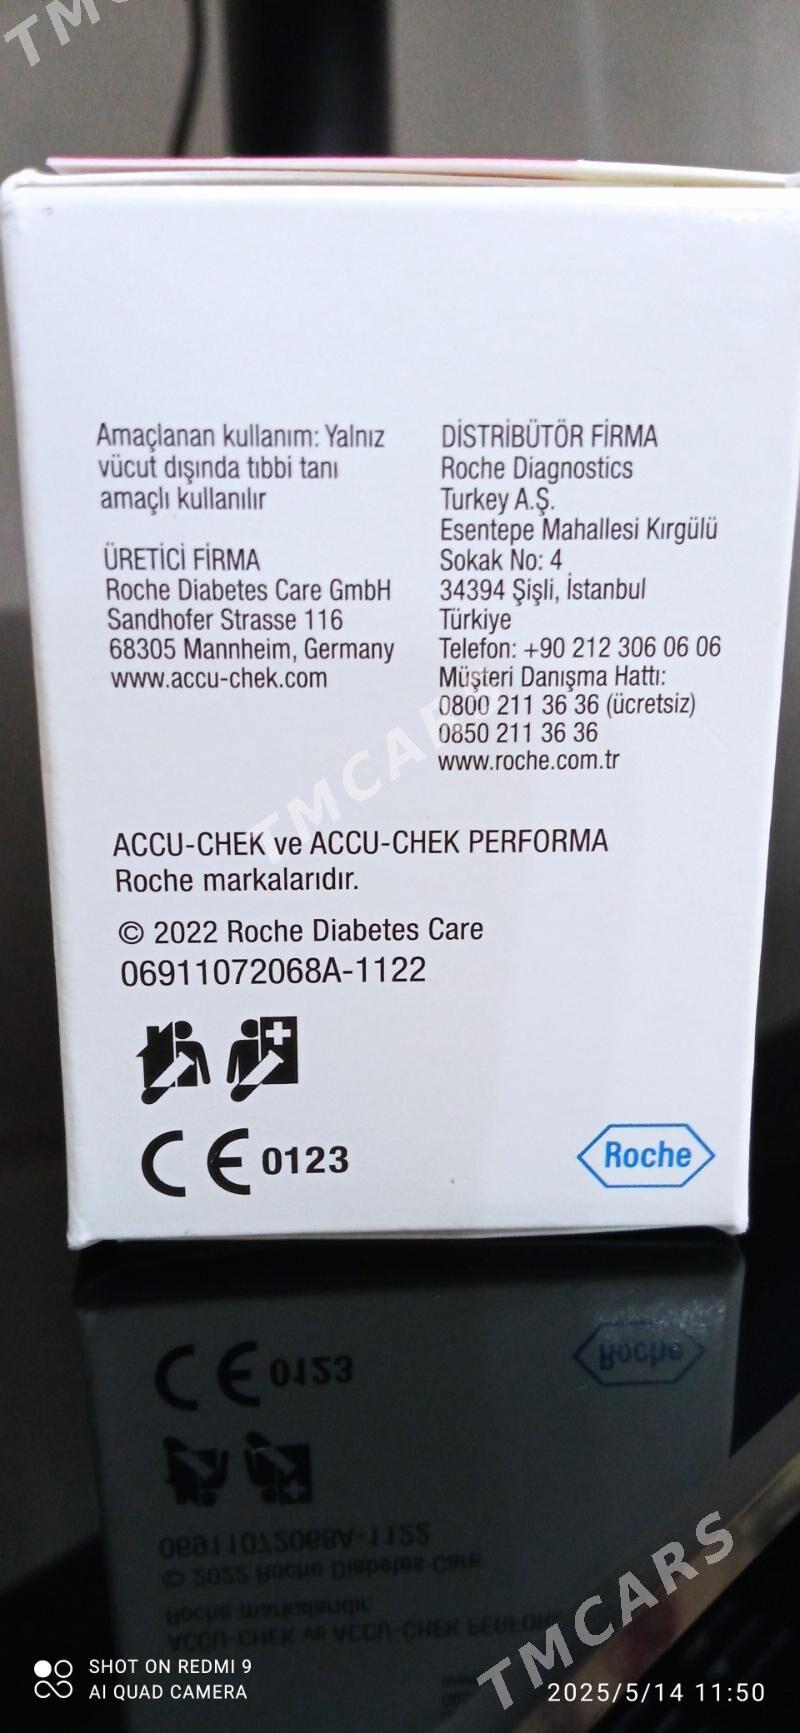 Amaçlanan kullanım: Yalnız
vücut dışında tıbbi tanı
amaçlı kullanılır
ÜRETİCİ FİRMA
Roche Diabetes Care GmbH
Sandhofer Strasse 116
68305 Mannheim, Germany
www.accu-chek.com
DİSTRİBÜTÖR FİRMA
Roche Diagnostics
Turkey A.Ş.
Esentepe Mahallesi Kırgülü
Sokak No: 4
34394 Şişli, İstanbul
Türkiye
Telefon: +90 212 306 06 06
Müşteri Danışma Hattı:
0800 211 36 36 (ücretsiz)
0850 211 36 36
www.roche.com.tr
TMCARS
ACCU-CHEK ve ACCU-CHEK PERFORMA
Roche markalarıdır.
© 2022 Roche Diabetes Care
06911072068A-1122
CE 0123
Roche
TMCARS
SHOT ON REDMI 9
AI QUAD CAMERA
2025/5/14 11:50